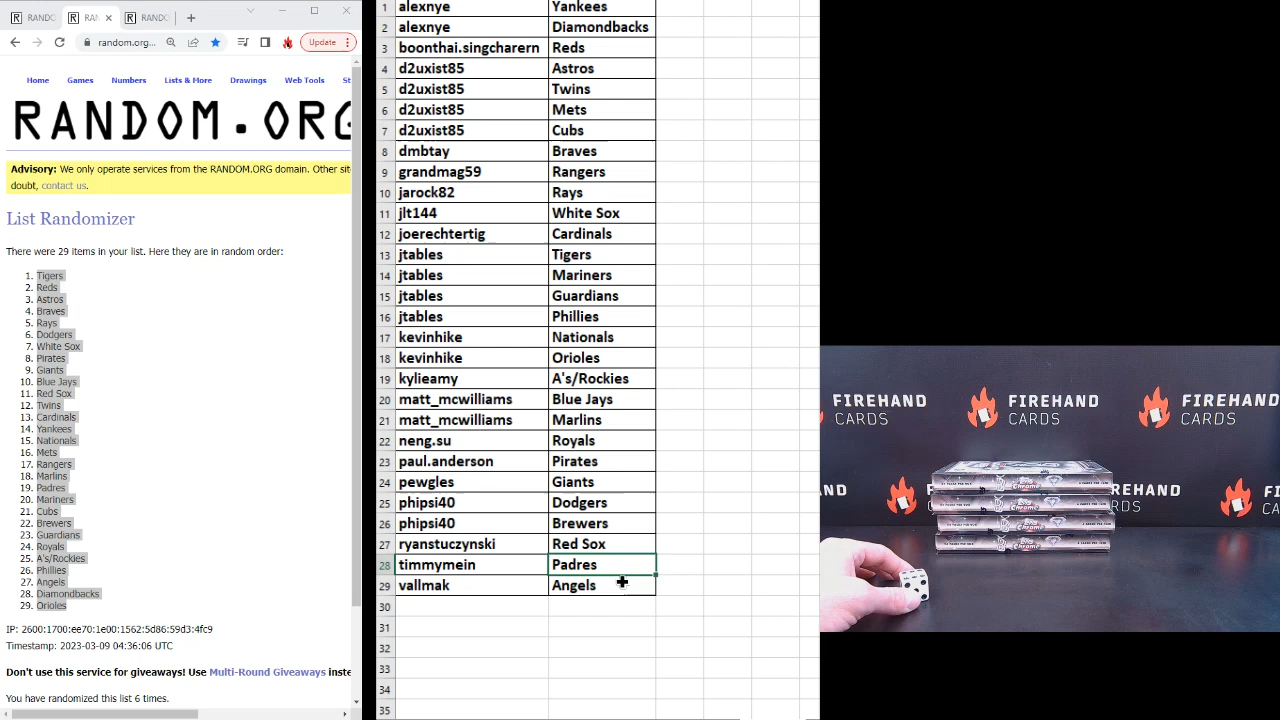 RANDO
RAN
RANDO
random.org...
Update
Home Games Numbers Lists & More Drawings Web Tools St
RANDOM.ORG
Advisory: We only operate services from the RANDOM.ORG domain. Other sit
doubt, contact us.
List Randomizer
There were 29 items in your list. Here they are in random order:
1. Tigers
2. Reds
3. Astros
4. Braves
5. Rays
6. Dodgers
7. White Sox
8. Pirates
9. Giants
10. Blue Jays
11. Red Sox
12. Twins
13. Cardinals
14. Yankees
15. Nationals
16. Mets
17. Rangers
18. Marlins
19. Padres
20. Mariners
21. Cubs
22. Brewers
23. Guardians
24. Royals
25. A's/Rockies
26. Phillies
27. Angels
28. Diamondbacks
29. Orioles
IP: 2600:1700:ee70:1e00:1562:5d86:59d3:4fc9
Timestamp: 2023-03-09 04:36:06 UTC
Don't use this service for giveaways! Use Multi-Round Giveaways inste
You have randomized this list 6 times.
1 alexnye Yankees
2 alexnye Diamondbacks
3 boonthai.singcharern Reds
4 d2uxist85 Astros
5 d2uxist85 Twins
6 d2uxist85 Mets
7 d2uxist85 Cubs
8 dmbtay Braves
9 grandmag59 Rangers
10 jarock82 Rays
11 jlt144 White Sox
12 joerechtertig Cardinals
13 jtables Tigers
14 jtables Mariners
15 jtables Guardians
16 jtables Phillies
17 kevinhike Nationals
18 kevinhike Orioles
19 kylieamy A's/Rockies
20 matt_mcwilliams Blue Jays
21 matt_mcwilliams Marlins
22 neng.su Royals
23 paul.anderson Pirates
24 pewgles Giants
25 phipsi40 Dodgers
26 phipsi40 Brewers
27 ryanstuczynski Red Sox
28 timmymein Padres
29 vallmak Angels
30
31
32
33
34
35
FIREHAND
CARDS
FIREHAND
CARDS
FIREHAND
CARDS